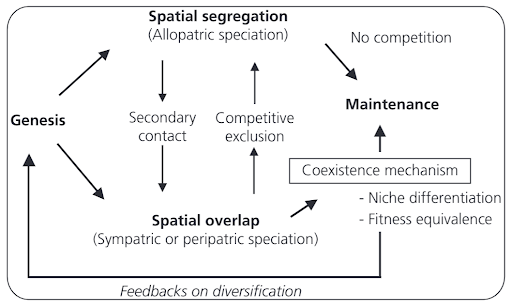 Spatial segregation
(Allopatric speciation)
No competition
Maintenance
Genesis
Secondary
contact
Competitive
exclusion
Coexistence mechanism
- Niche differentiation
- Fitness equivalence
Spatial overlap
(Sympatric or peripatric speciation)
Feedbacks on diversification